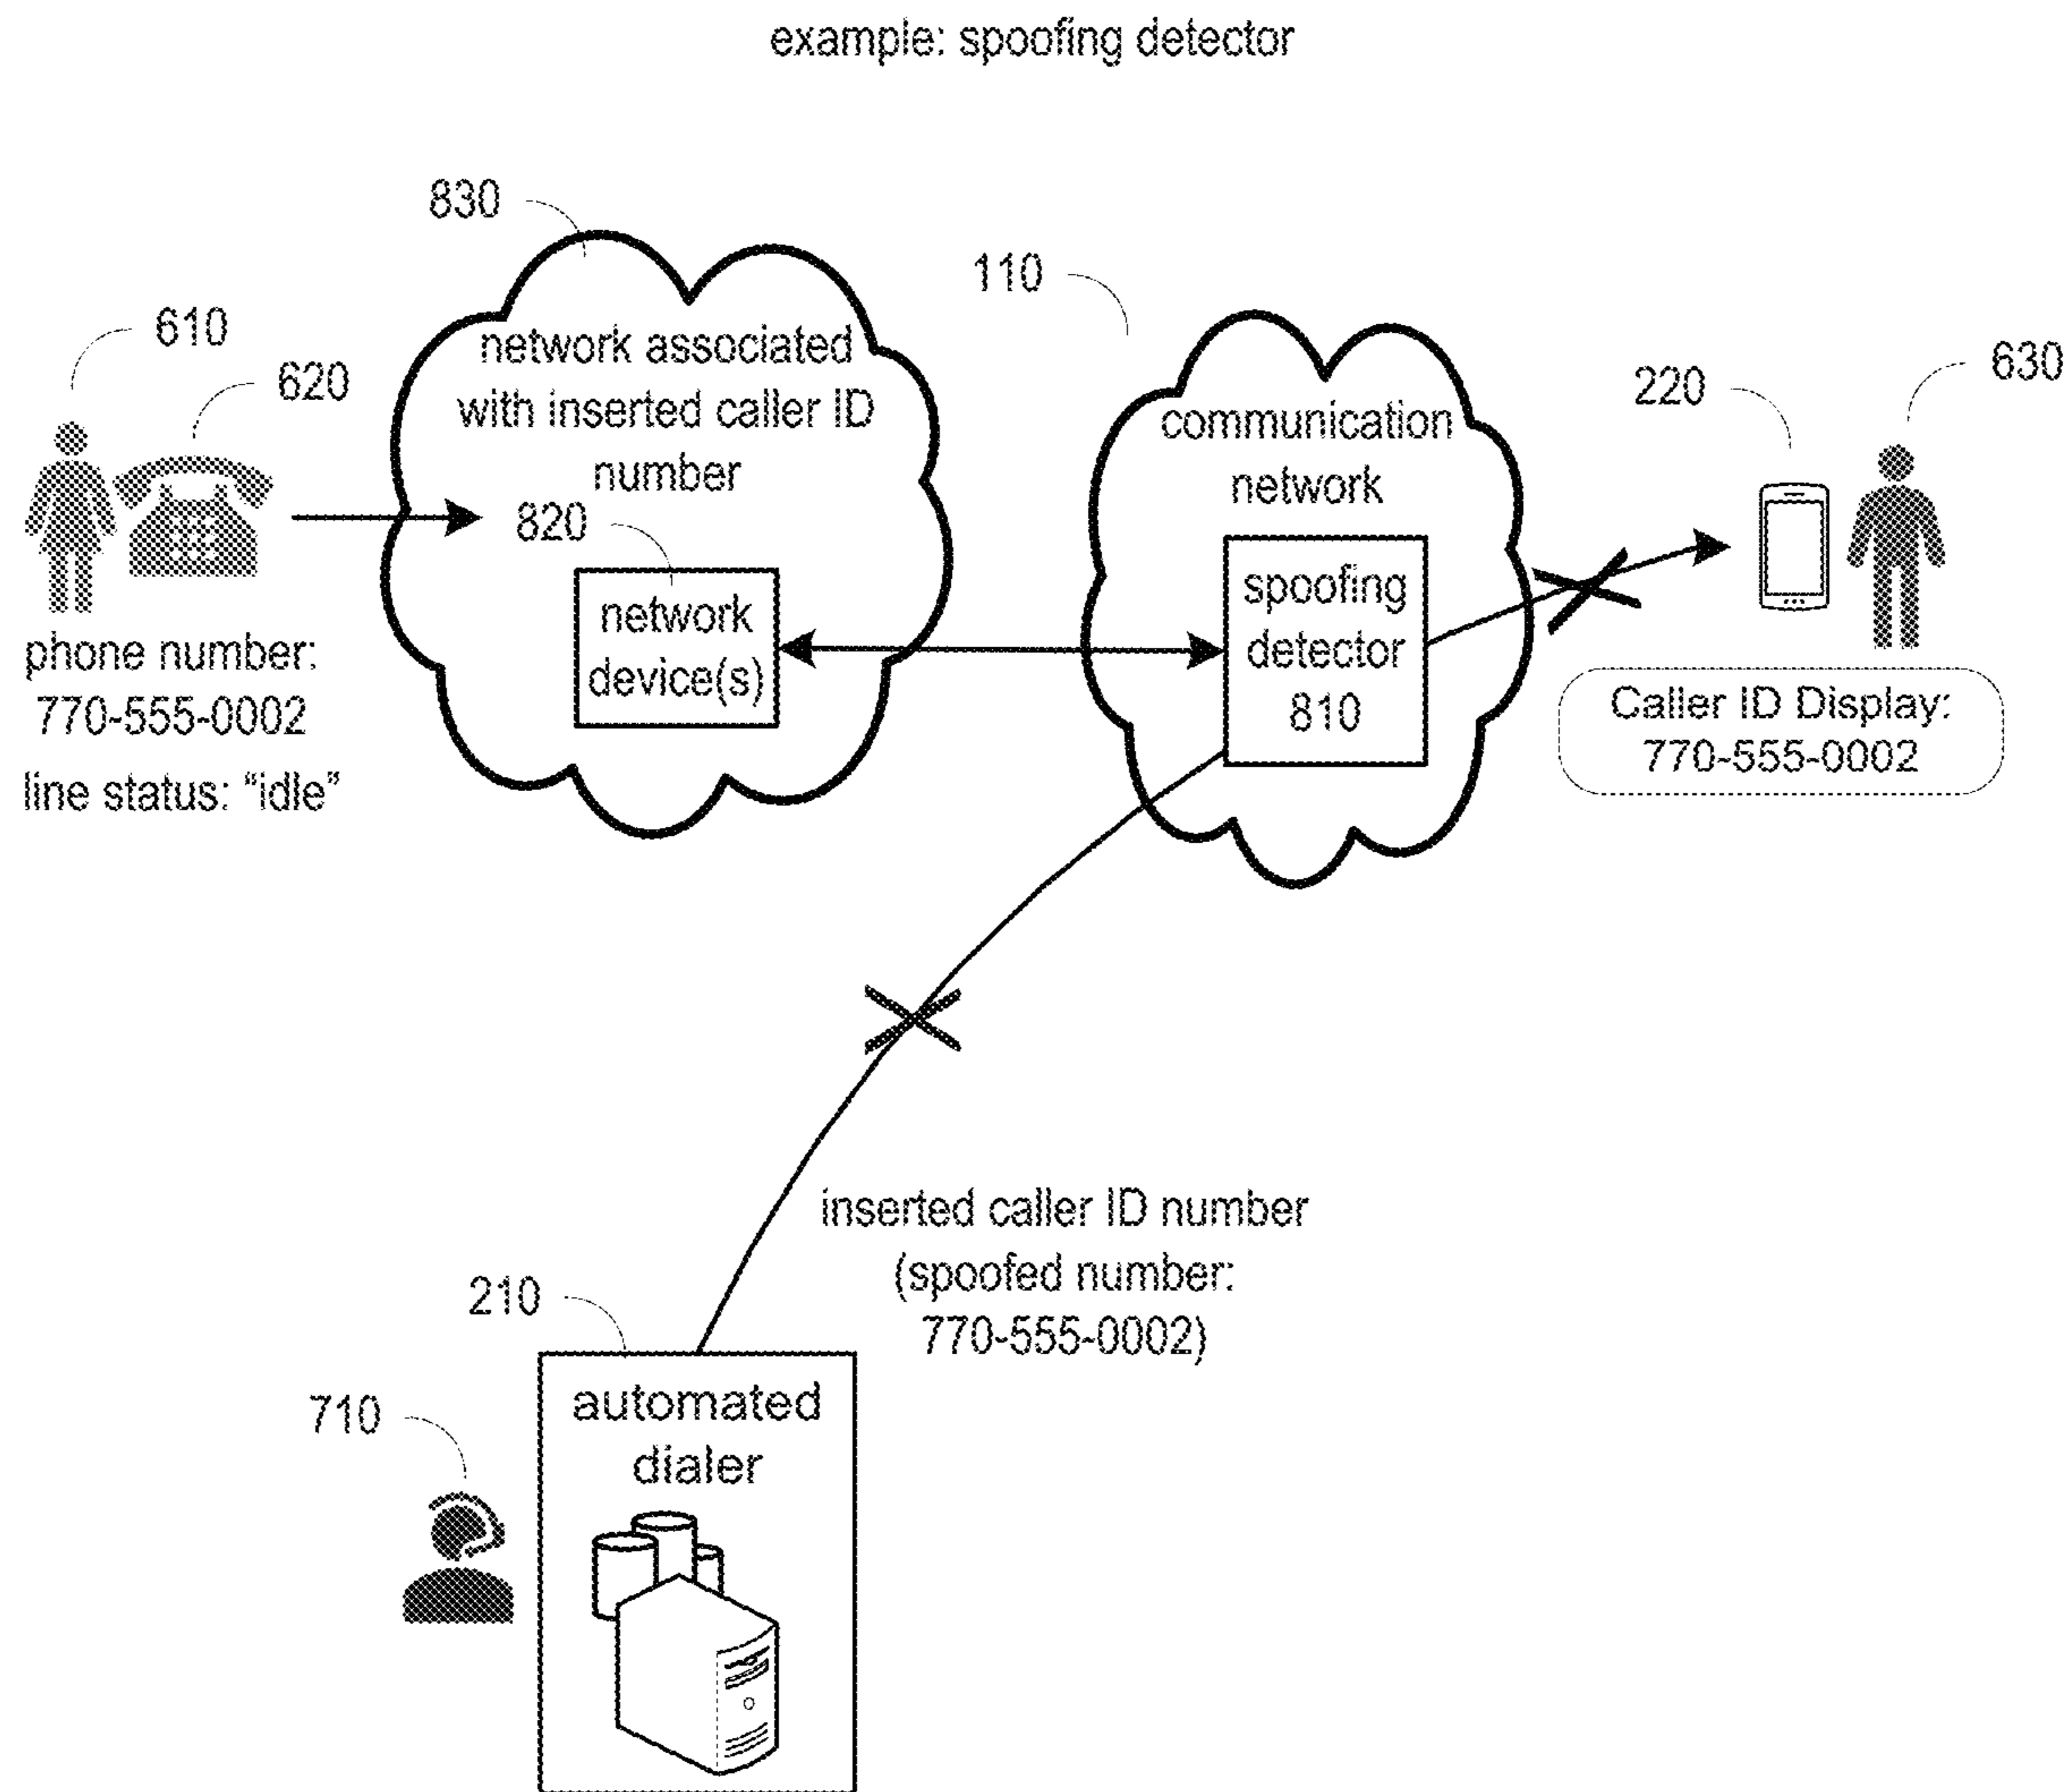 example: spoofing detector
830
110
610
620
network associated
with inserted caller ID
number
820
network
device(s)
communication
network
spoofing
detector
810
220
630
phone number:
770-555-0002
line status: “idle”
Caller ID Display:
770-555-0002
inserted caller ID number
(spoofed number:
770-555-0002)
210
710
automated
dialer